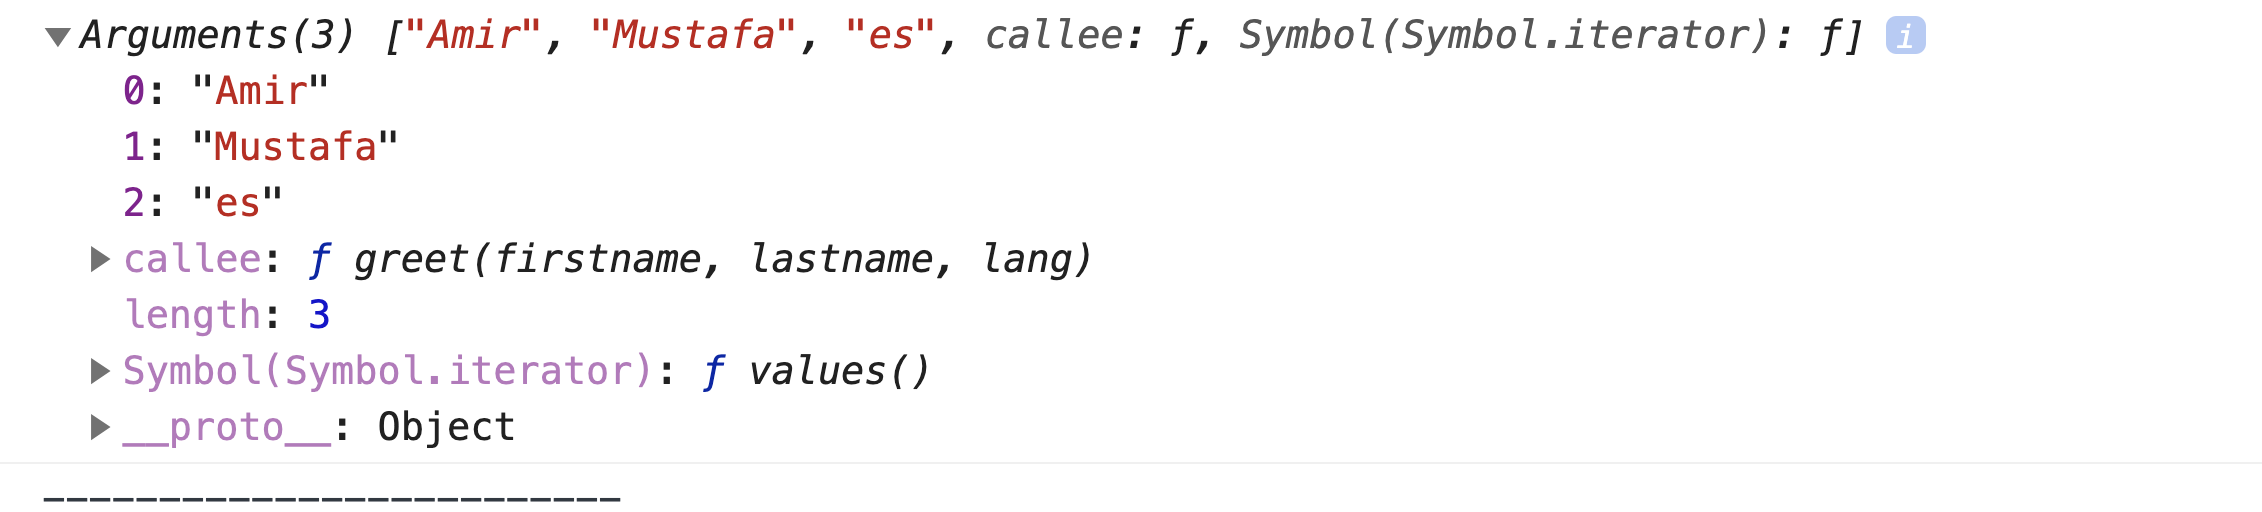 ▼Arguments(3) ["Amir", "Mustafa", "es", callee: ƒ, Symbol(Symbol.iterator): ƒ] i
0: "Amir"
1: "Mustafa"
2: "es"
▶callee: ƒ greet(firstname, lastname, lang)
length: 3
▶Symbol(Symbol.iterator): ƒ values()
▶__proto__: Object
-------------------------